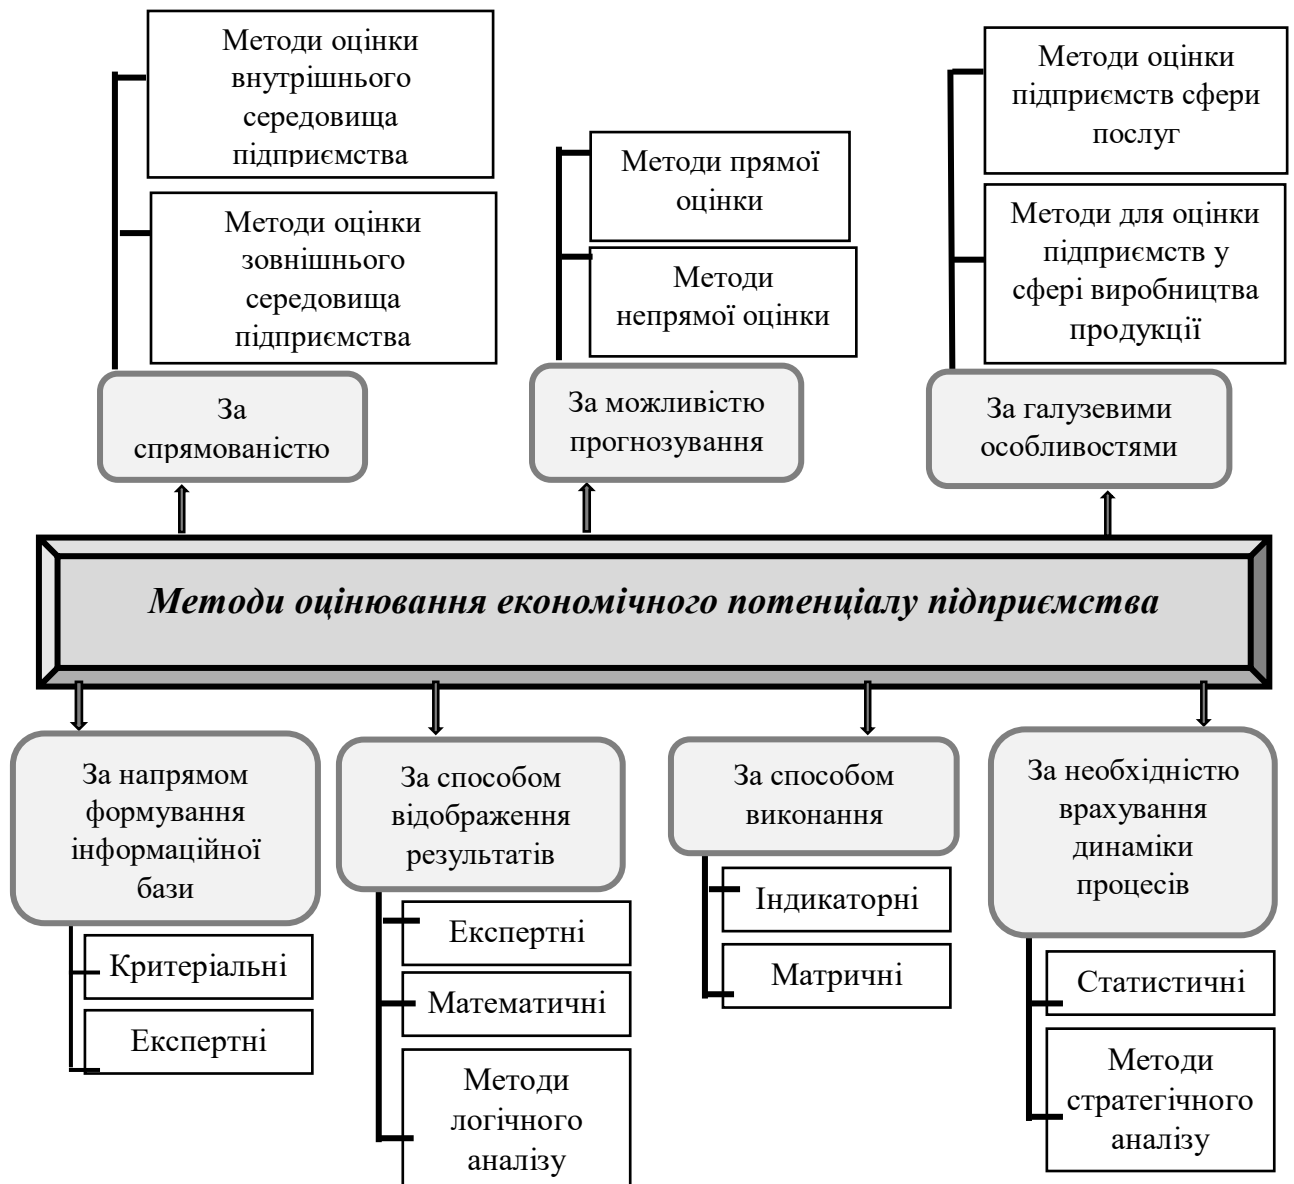 Методи оцінки
внутрішнього
середовища
підприємства
Методи оцінки
зовнішнього
середовища
підприємства
За
спрямованістю
Методи прямої
оцінки
Методи
непрямої оцінки
За можливістю
прогнозування
Методи оцінки
підприємств сфери
послуг
Методи для оцінки
підприємств у
сфері виробництва
продукції
За галузевими
особливостями
Методи оцінювання економічного потенціалу підприємства
За напрямом
формування
інформаційної
бази
Критеріальні
Експертні
За способом
відображення
результатів
Експертні
Математичні
Методи
логічного
аналізу
За способом
виконання
Індикаторні
Матричні
За необхідністю
врахування
динаміки
процесів
Статистичні
Методи
стратегічного
аналізу